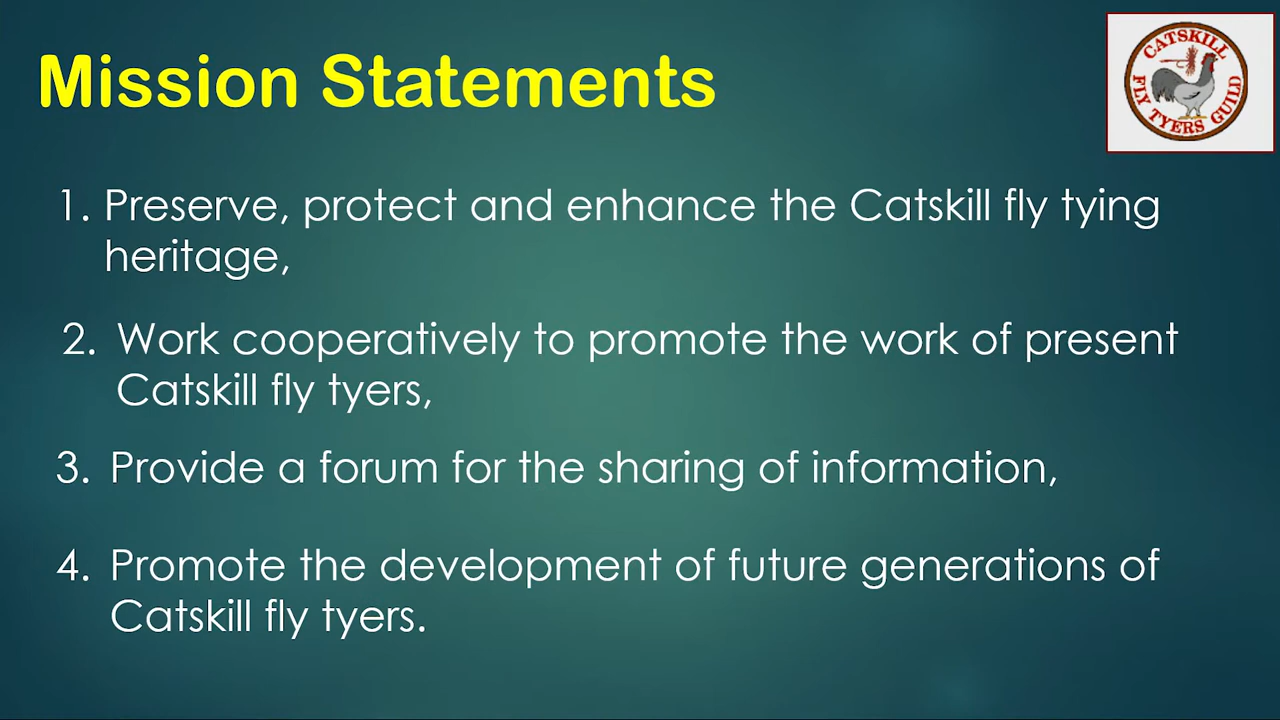 Mission Statements
CATSKILL
FLY TYERS GUILD
1. Preserve, protect and enhance the Catskill fly tying
heritage,
2. Work cooperatively to promote the work of present
Catskill fly tyers,
3. Provide a forum for the sharing of information,
4. Promote the development of future generations of
Catskill fly tyers.